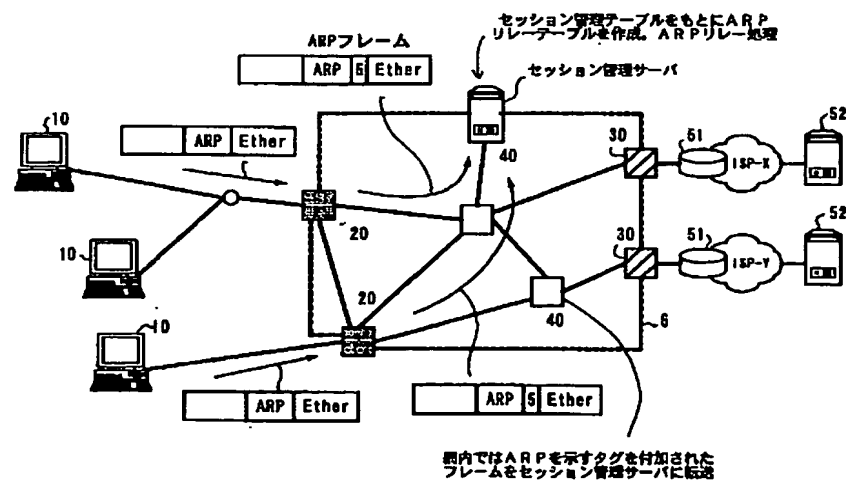 セッション管理テーブルをもとにARP
リレーテーブルを作成。ARPリレー処理
ARPフレーム
ARP 6 Ether
セッション管理サーバ
10
ARP Ether
40
30
51
ISP-X
52
20
10
20
30
51
ISP-Y
52
40
6
10
ARP Ether
ARP 5 Ether
網内ではARPを示すタグを付加された
フレームをセッション管理サーバに転送